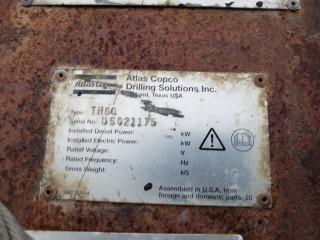 Atlas Copco
Atlas Copco
Drilling Solutions, Inc.
Texas USA
Type TH60
Serial No:
Installed Diesel Power: kW
Installed Electric Power: kW
Rated Voltage: V
Rated Frequency: Hz
Gross Weight: kG
Assembled in U.S.A. from
foreign and domestic parts. 20